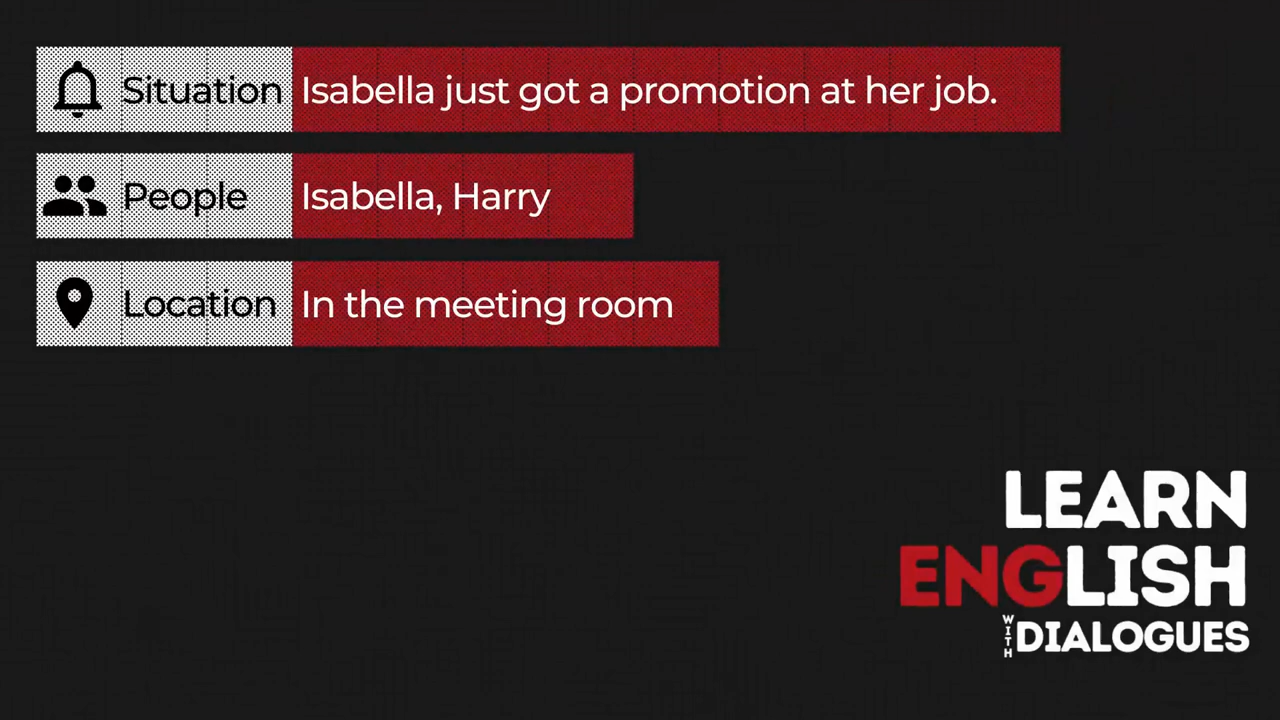 Situation Isabella just got a promotion at her job.
People Isabella, Harry
Location In the meeting room
LEARN
ENGLISH
WITH DIALOGUES